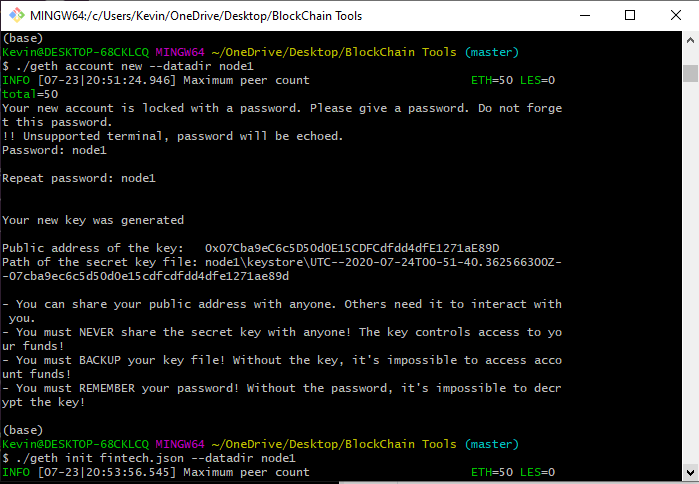 MINGW64:/c/Users/Kevin/OneDrive/Desktop/BlockChain Tools
(base)
Kevin@DESKTOP-68CKLCQ MINGW64 ~/OneDrive/Desktop/BlockChain Tools (master)
$ ./geth account new --datadir node1
INFO [07-23|20:51:24.946] Maximum peer count                       ETH=50 LES=0
total=50
Your new account is locked with a password. Please give a password. Do not forge
t this password.
!! Unsupported terminal, password will be echoed.
Password: node1
Repeat password: node1
Your new key was generated
Public address of the key:   0x07Cba9eC6c5D50d0E15CDFCdfdd4dfE1271aE89D
Path of the secret key file: node1\keystore\UTC--2020-07-24T00-51-40.362566300Z-
-07cba9ec6c5d50d0e15cdfcdfdd4dfe1271ae89d
- You can share your public address with anyone. Others need it to interact with
 you.
- You must NEVER share the secret key with anyone! The key controls access to yo
ur funds!
- You must BACKUP your key file! Without the key, it's impossible to access acco
unt funds!
- You must REMEMBER your password! Without the password, it's impossible to decr
ypt the key!
(base)
Kevin@DESKTOP-68CKLCQ MINGW64 ~/OneDrive/Desktop/BlockChain Tools (master)
$ ./geth init fintech.json --datadir node1
INFO [07-23|20:53:56.545] Maximum peer count                       ETH=50 LES=0